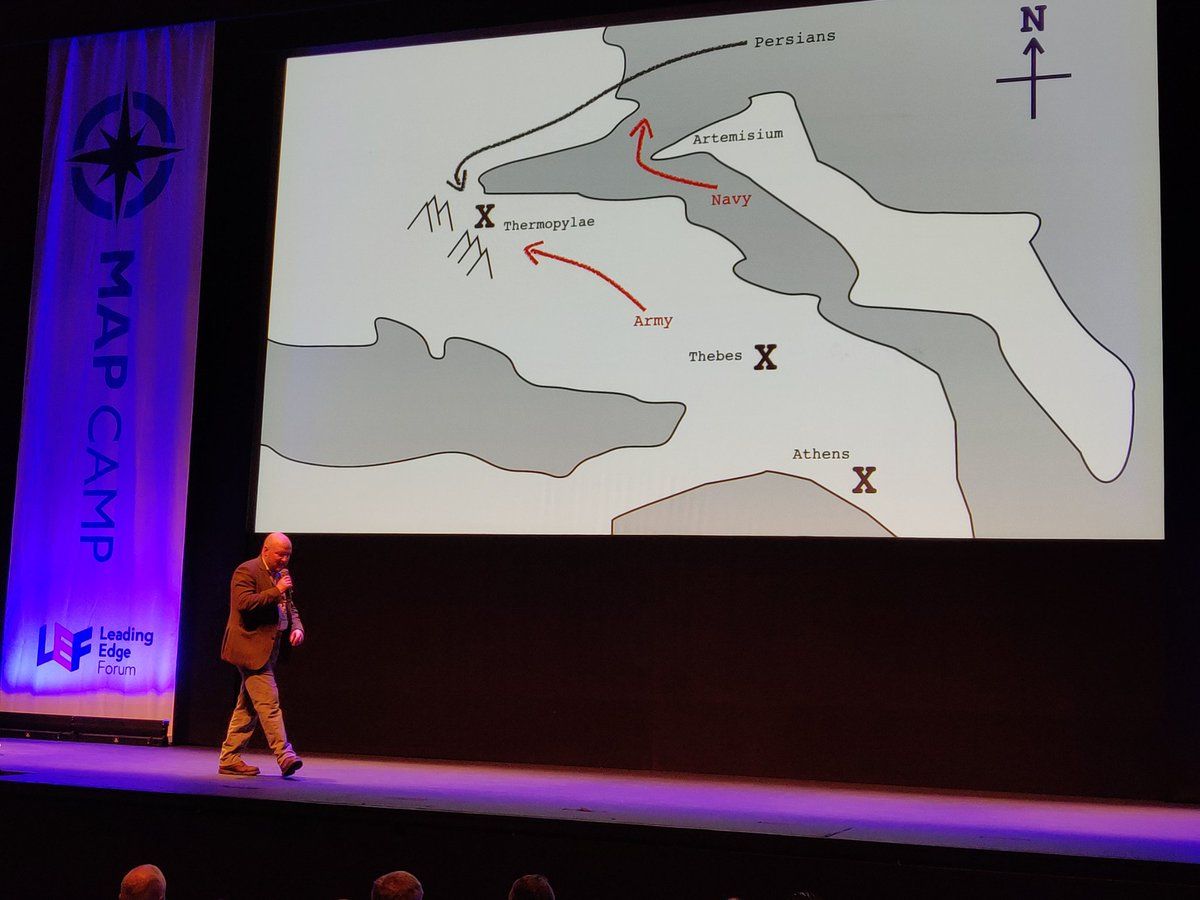 MAP CAMP
LEF
Leading
Edge
Forum
N
Persians
Artemisium
Navy
X Thermopylae
Army
Thebes X
Athens
X